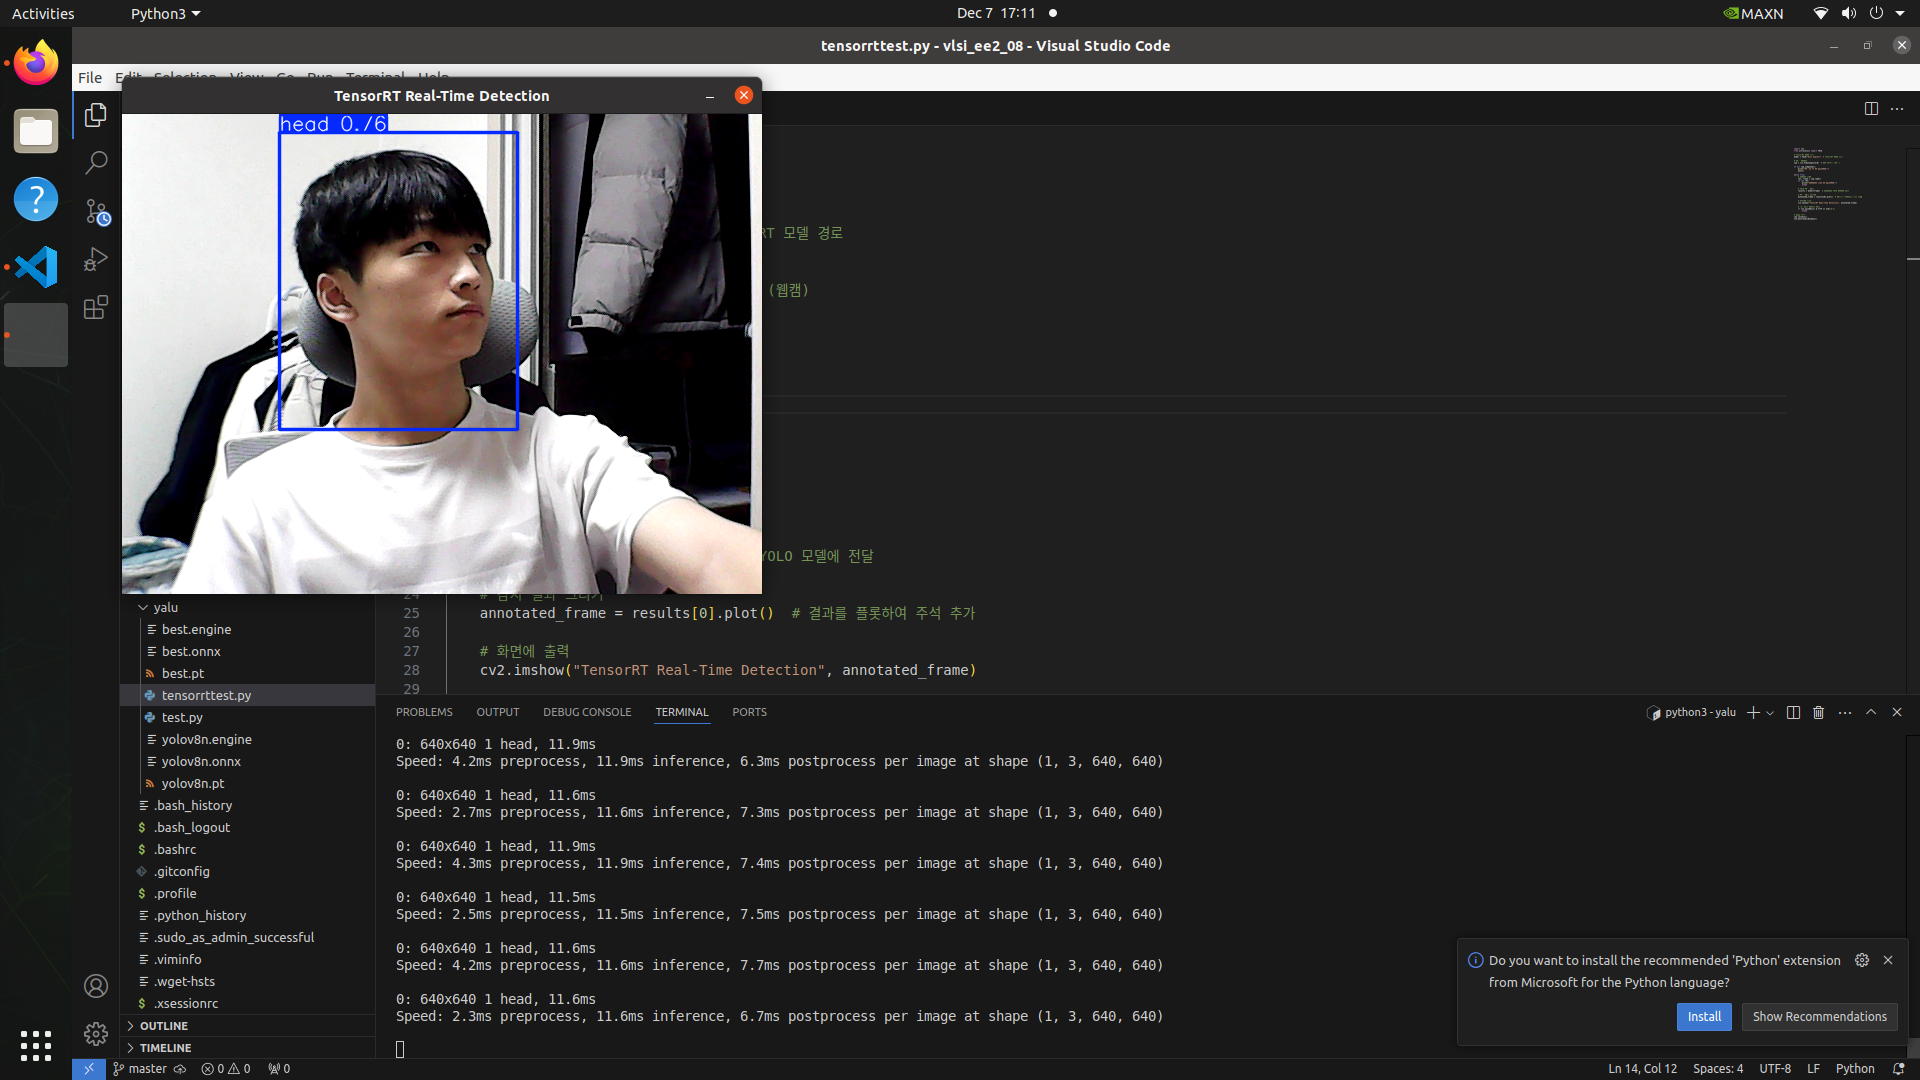 Activities
Python3
Dec 7 17:11
MAXN
tensorrttest.py - vlsi_ee2_08 - Visual Studio Code
File Edit Selection View Go Run Terminal Help
TensorRT Real-Time Detection
head 0.76
RT 모델 경로
(웹캠)
YOLO 모델에 전달
24
25 annotated_frame = results[0].plot() # 결과를 플롯하여 주석 추가
26
27 # 화면에 출력
28 cv2.imshow("TensorRT Real-Time Detection", annotated_frame)
29
yalu
best.engine
best.onnx
best.pt
tensorrttest.py
test.py
yolov8n.engine
yolov8n.onnx
yolov8n.pt
.bash_history
.bash_logout
.bashrc
.gitconfig
.profile
.python_history
.sudo_as_admin_successful
.viminfo
.wget-hsts
.xsessionrc
OUTLINE
TIMELINE
PROBLEMS OUTPUT DEBUG CONSOLE TERMINAL PORTS
python3 - yalu
0: 640x640 1 head, 11.9ms
Speed: 4.2ms preprocess, 11.9ms inference, 6.3ms postprocess per image at shape (1, 3, 640, 640)
0: 640x640 1 head, 11.6ms
Speed: 2.7ms preprocess, 11.6ms inference, 7.3ms postprocess per image at shape (1, 3, 640, 640)
0: 640x640 1 head, 11.9ms
Speed: 4.3ms preprocess, 11.9ms inference, 7.4ms postprocess per image at shape (1, 3, 640, 640)
0: 640x640 1 head, 11.5ms
Speed: 2.5ms preprocess, 11.5ms inference, 7.5ms postprocess per image at shape (1, 3, 640, 640)
0: 640x640 1 head, 11.6ms
Speed: 4.2ms preprocess, 11.6ms inference, 7.7ms postprocess per image at shape (1, 3, 640, 640)
0: 640x640 1 head, 11.6ms
Speed: 2.3ms preprocess, 11.6ms inference, 6.7ms postprocess per image at shape (1, 3, 640, 640)
Do you want to install the recommended 'Python' extension
from Microsoft for the Python language?
Install
Show Recommendations
master
0 0
0
Ln 14, Col 12
Spaces: 4
UTF-8
LF
Python